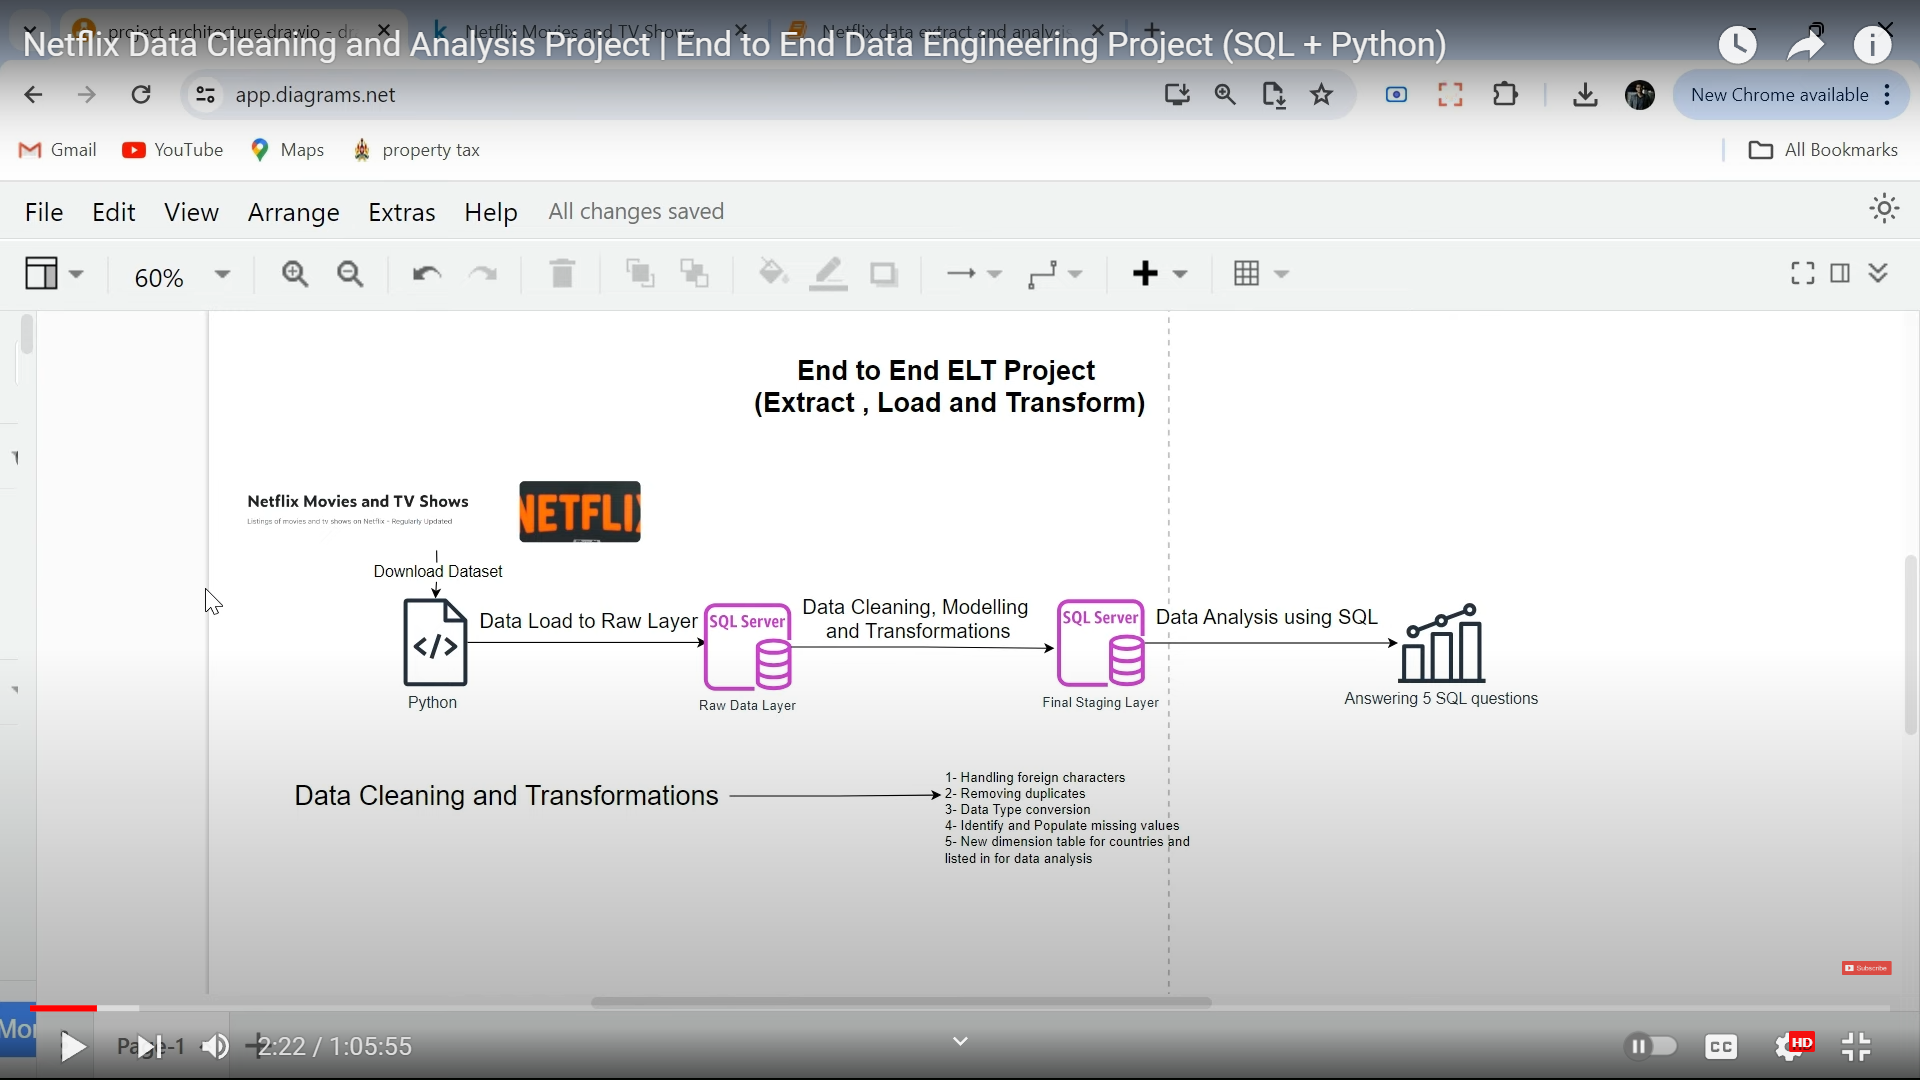 project architecture.drawio - dr
Netflix Movies and TV Shows
Netflix data extract and analysis
Netflix Data Cleaning and Analysis Project | End to End Data Engineering Project (SQL + Python)
app.diagrams.net
New Chrome available
Gmail
YouTube
Maps
property tax
All Bookmarks
File
Edit
View
Arrange
Extras
Help
All changes saved
60%
End to End ELT Project
(Extract , Load and Transform)
Netflix Movies and TV Shows
Listings of movies and tv shows on Netflix - Regularly Updated
NETFLIX
Download Dataset
</>
Python
Data Load to Raw Layer
SQL Server
Raw Data Layer
Data Cleaning, Modelling
and Transformations
SQL Server
Final Staging Layer
Data Analysis using SQL
Answering 5 SQL questions
Data Cleaning and Transformations
1- Handling foreign characters
2- Removing duplicates
3- Data Type conversion
4- Identify and Populate missing values
5- New dimension table for countries and
listed in for data analysis
Subscribe
Mor
Page-1
2:22 / 1:05:55
CC
HD